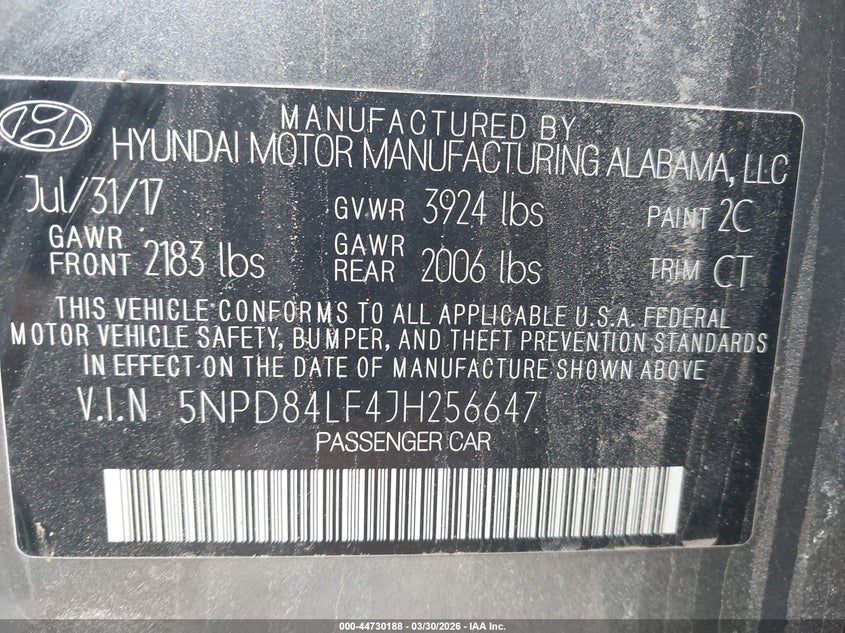 MANUFACTURED BY
HYUNDAI MOTOR MANUFACTURING ALABAMA, LLC
Jul/31/17 GVWR 3924 lbs PAINT 2C
GAWR FRONT 2183 lbs GAWR REAR 2006 lbs TRIM CT
THIS VEHICLE CONFORMS TO ALL APPLICABLE U.S.A. FEDERAL
MOTOR VEHICLE SAFETY, BUMPER, AND THEFT PREVENTION STANDARDS
IN EFFECT ON THE DATE OF MANUFACTURE SHOWN ABOVE
V.I.N 5NPD84LF4JH256647
PASSENGER CAR
000-44730188 - 03/30/2026 - IAA Inc.